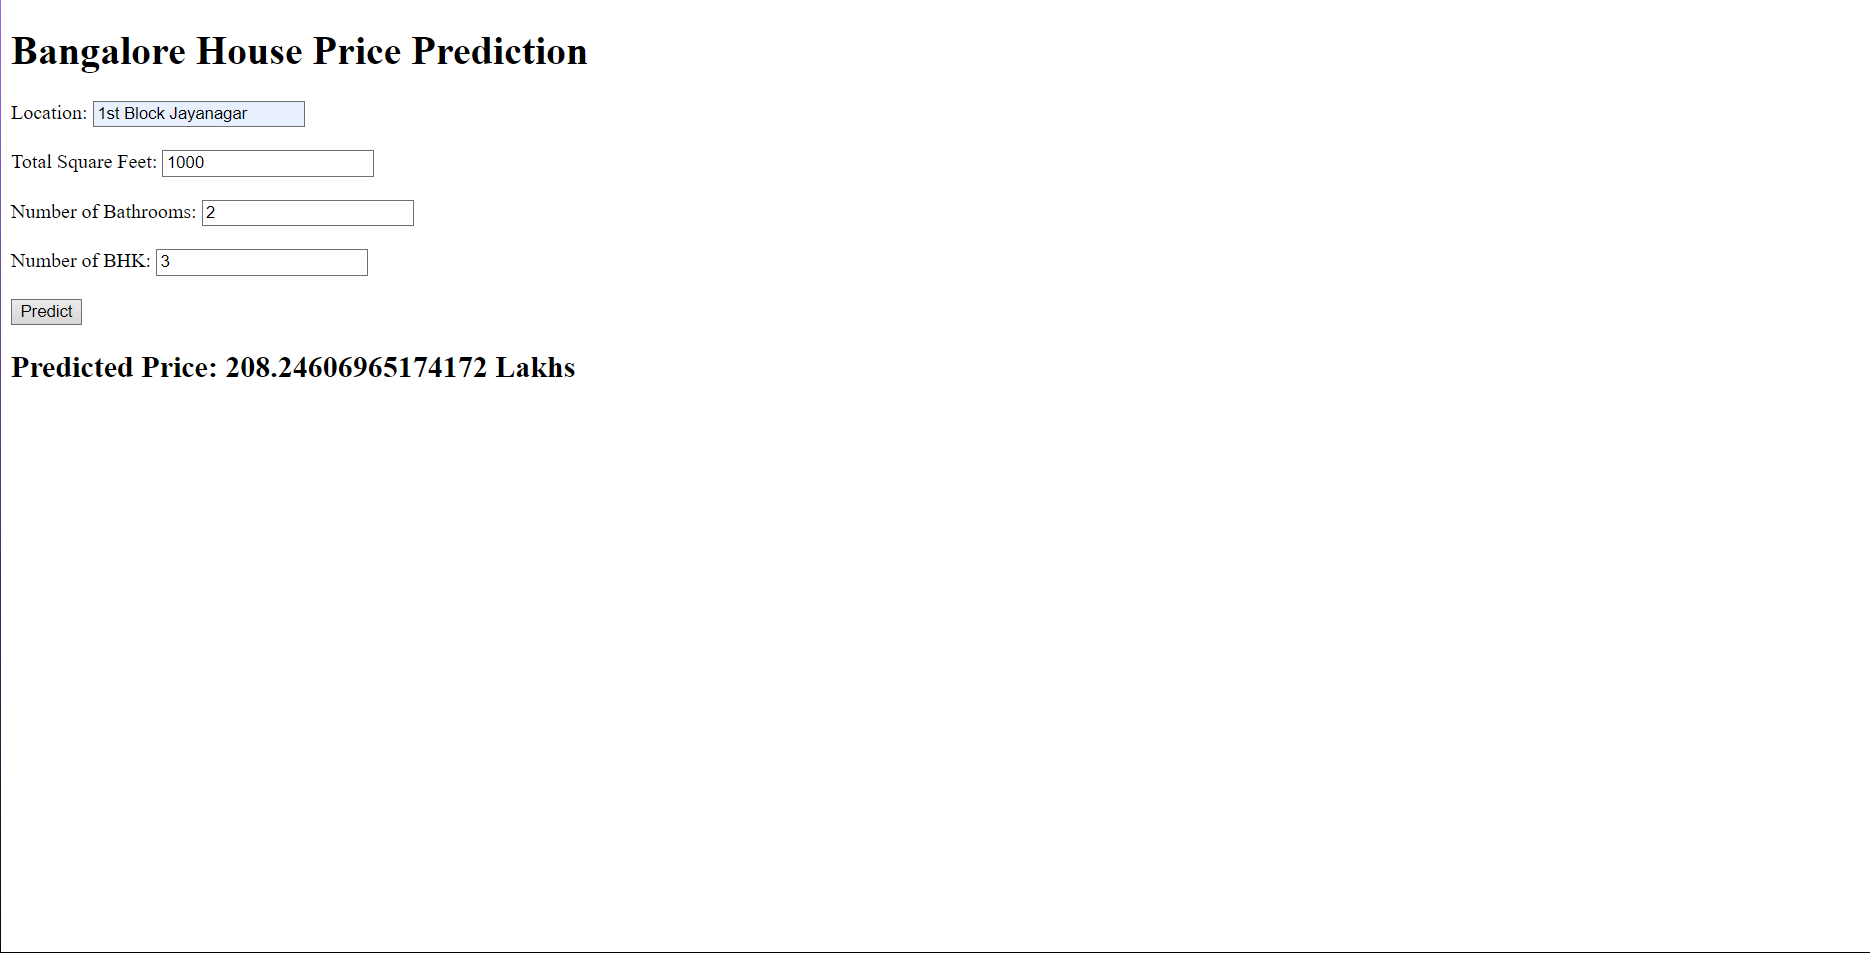 Bangalore House Price Prediction
Location: 1st Block Jayanagar
Total Square Feet: 1000
Number of Bathrooms: 2
Number of BHK: 3
Predict
Predicted Price: 208.24606965174172 Lakhs